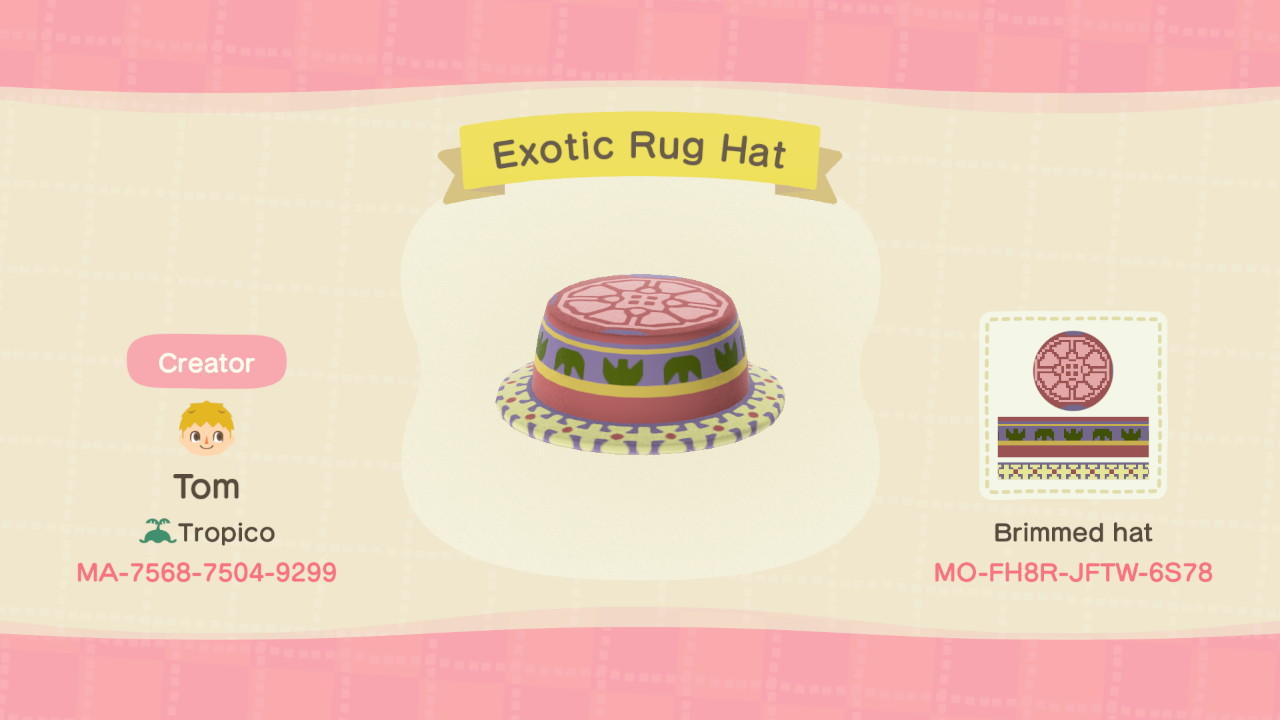 Exotic Rug Hat
Creator
Tom
Tropico
MA-7568-7504-9299
Brimmed hat
MO-FH8R-JFTW-6S78